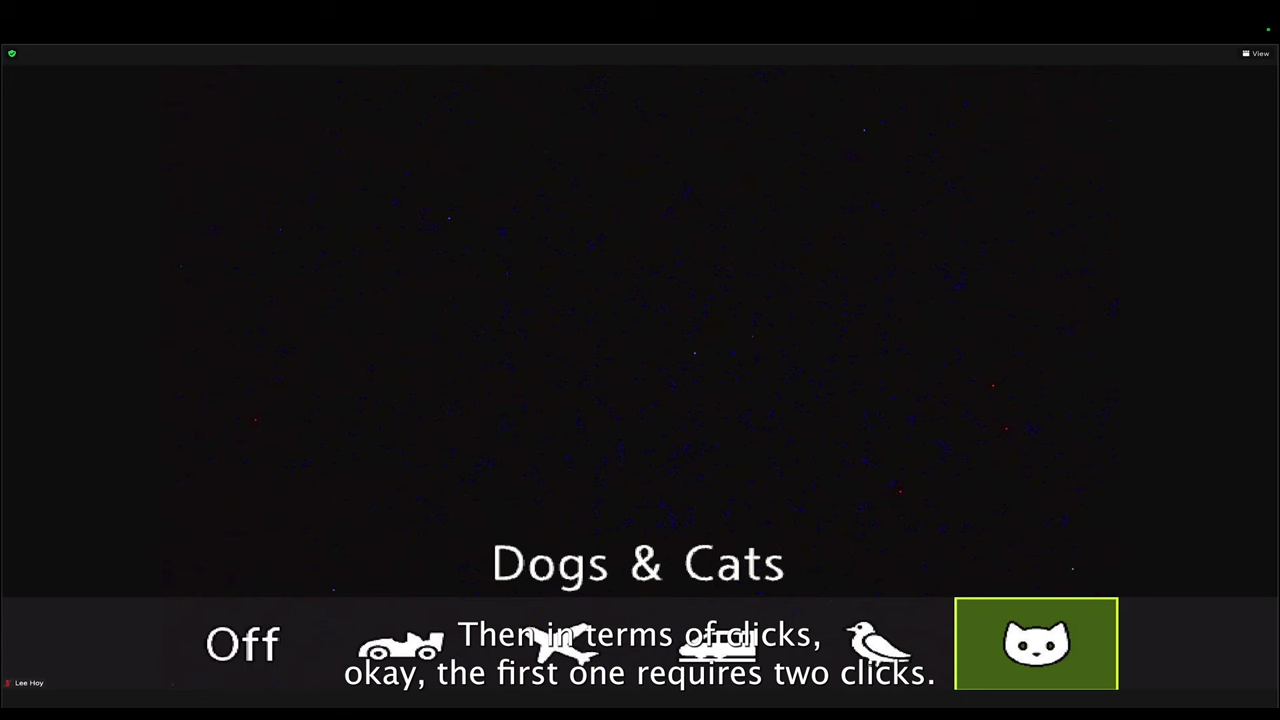 View
Dogs & Cats
Off
Then in terms of clicks,
okay, the first one requires two clicks.
Lee Hoy